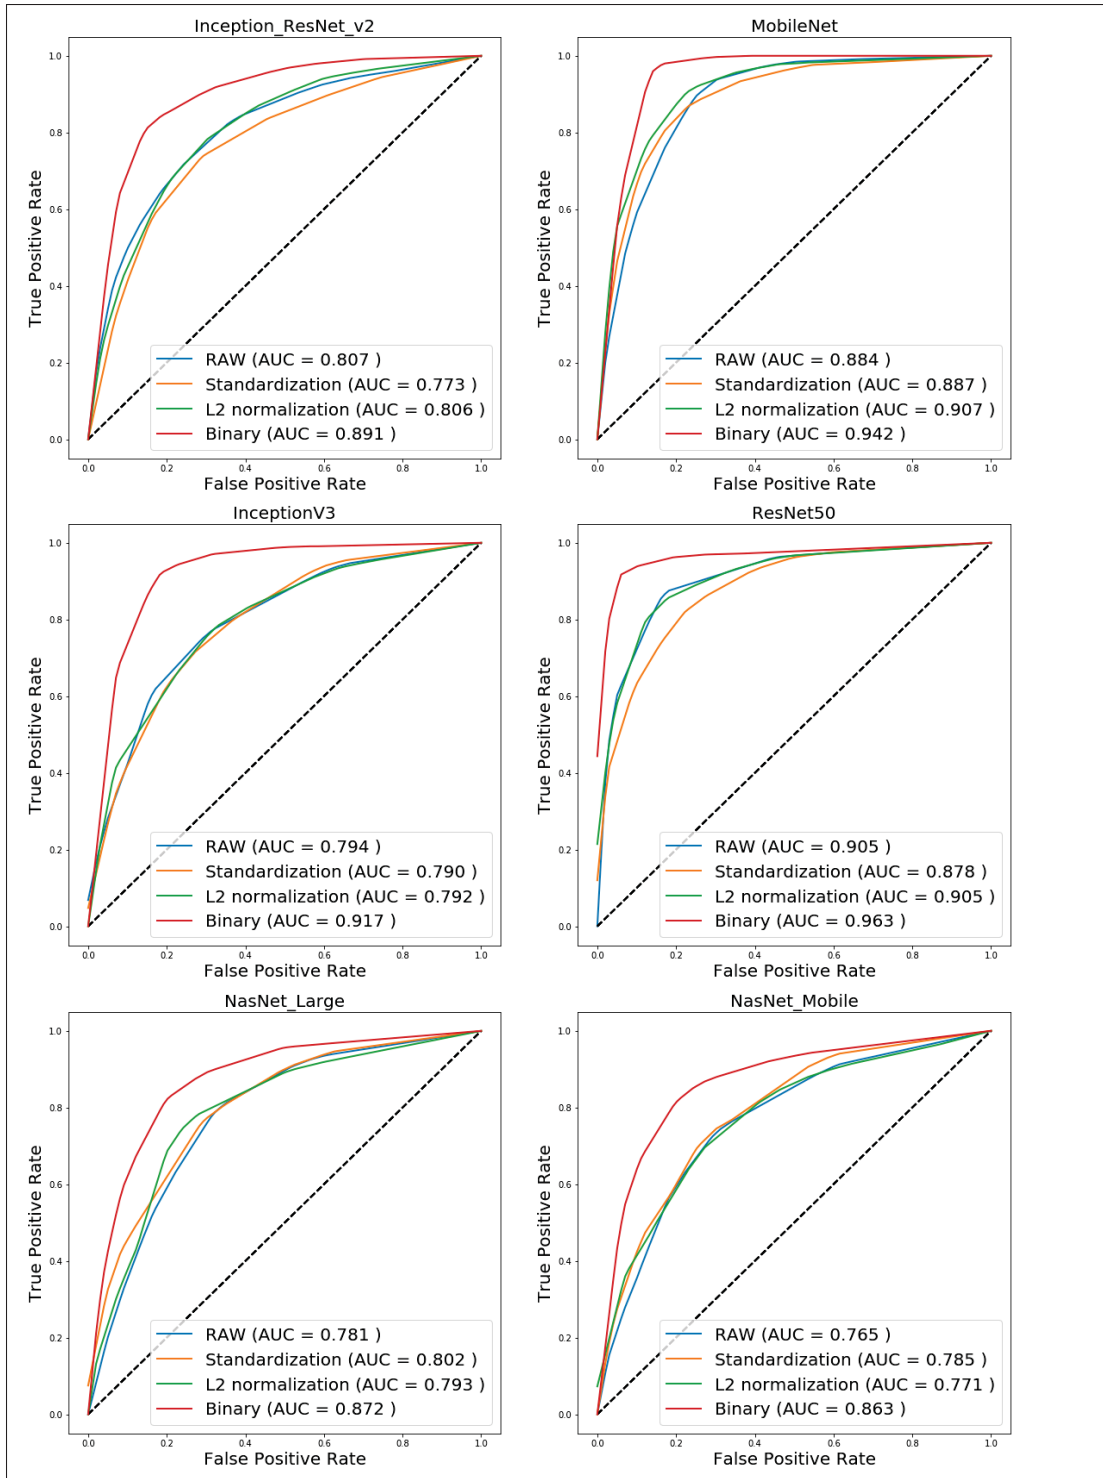 Inception_ResNet_v2
True Positive Rate
1.0
0.8
0.6
0.4
0.2
0.0
RAW (AUC = 0.807 )
Standardization (AUC = 0.773 )
L2 normalization (AUC = 0.806 )
Binary (AUC = 0.891 )
0.0 0.2 0.4 0.6 0.8 1.0
False Positive Rate
MobileNet
True Positive Rate
1.0
0.8
0.6
0.4
0.2
0.0
RAW (AUC = 0.884 )
Standardization (AUC = 0.887 )
L2 normalization (AUC = 0.907 )
Binary (AUC = 0.942 )
0.0 0.2 0.4 0.6 0.8 1.0
False Positive Rate
InceptionV3
True Positive Rate
1.0
0.8
0.6
0.4
0.2
0.0
RAW (AUC = 0.794 )
Standardization (AUC = 0.790 )
L2 normalization (AUC = 0.792 )
Binary (AUC = 0.917 )
0.0 0.2 0.4 0.6 0.8 1.0
False Positive Rate
ResNet50
True Positive Rate
1.0
0.8
0.6
0.4
0.2
0.0
RAW (AUC = 0.905 )
Standardization (AUC = 0.878 )
L2 normalization (AUC = 0.905 )
Binary (AUC = 0.963 )
0.0 0.2 0.4 0.6 0.8 1.0
False Positive Rate
NasNet_Large
True Positive Rate
1.0
0.8
0.6
0.4
0.2
0.0
RAW (AUC = 0.781 )
Standardization (AUC = 0.802 )
L2 normalization (AUC = 0.793 )
Binary (AUC = 0.872 )
0.0 0.2 0.4 0.6 0.8 1.0
False Positive Rate
NasNet_Mobile
True Positive Rate
1.0
0.8
0.6
0.4
0.2
0.0
RAW (AUC = 0.765 )
Standardization (AUC = 0.785 )
L2 normalization (AUC = 0.771 )
Binary (AUC = 0.863 )
0.0 0.2 0.4 0.6 0.8 1.0
False Positive Rate